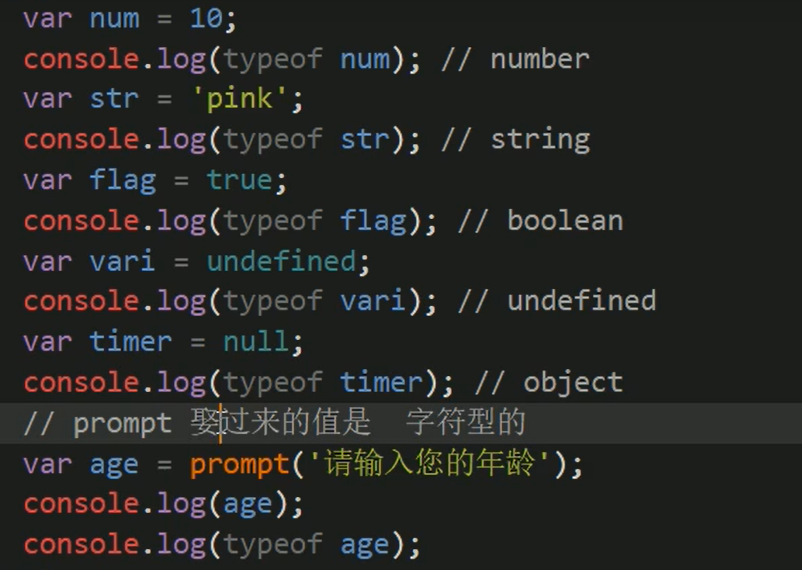 var num = 10;
console.log(typeof num); // number
var str = 'pink';
console.log(typeof str); // string
var flag = true;
console.log(typeof flag); // boolean
var vari = undefined;
console.log(typeof vari); // undefined
var timer = null;
console.log(typeof timer); // object
// prompt 娶过来的值是  字符型的
var age = prompt('请输入您的年龄');
console.log(age);
console.log(typeof age);